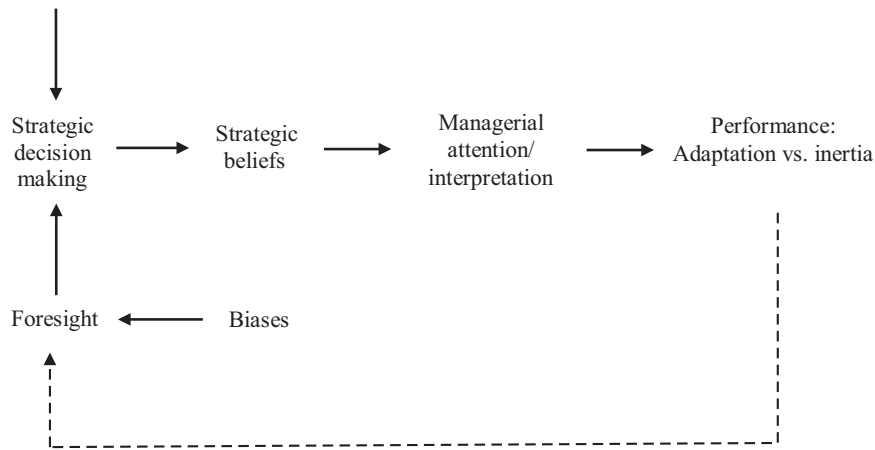 Strategic
decision
making
Strategic
beliefs
Managerial
attention/
interpretation
Performance:
Adaptation vs. inertia
Foresight
Biases